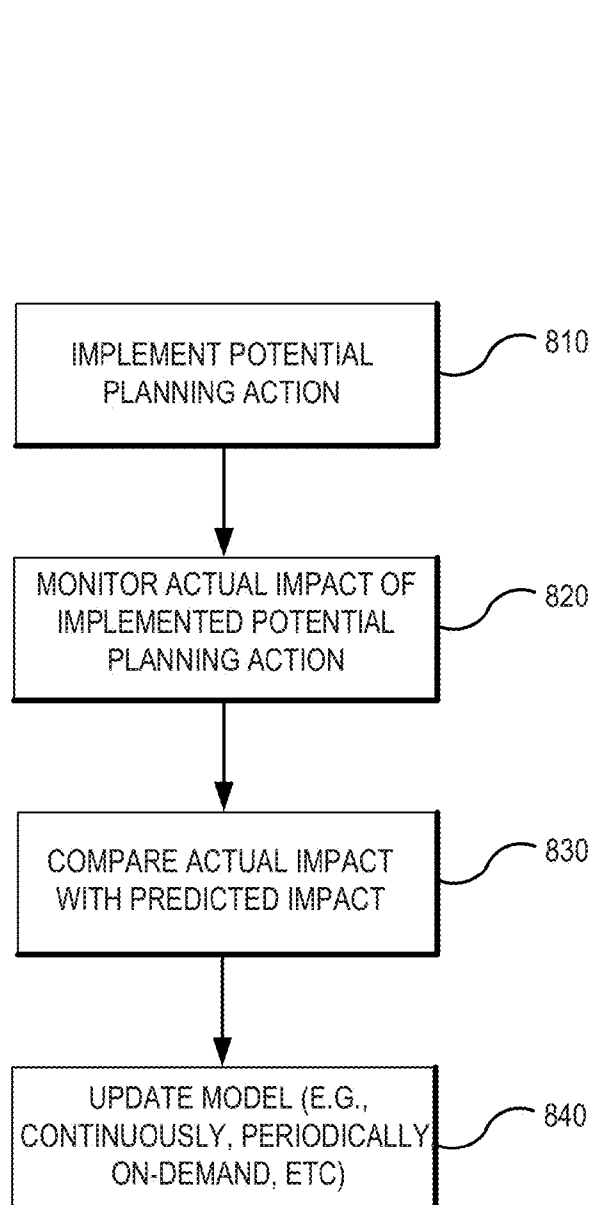 IMPLEMENT POTENTIAL
PLANNING ACTION
810
MONITOR ACTUAL IMPACT OF
IMPLEMENTED POTENTIAL
PLANNING ACTION
820
COMPARE ACTUAL IMPACT
WITH PREDICTED IMPACT
830
UPDATE MODEL (E.G.,
CONTINUOUSLY, PERIODICALLY
ON-DEMAND, ETC)
840